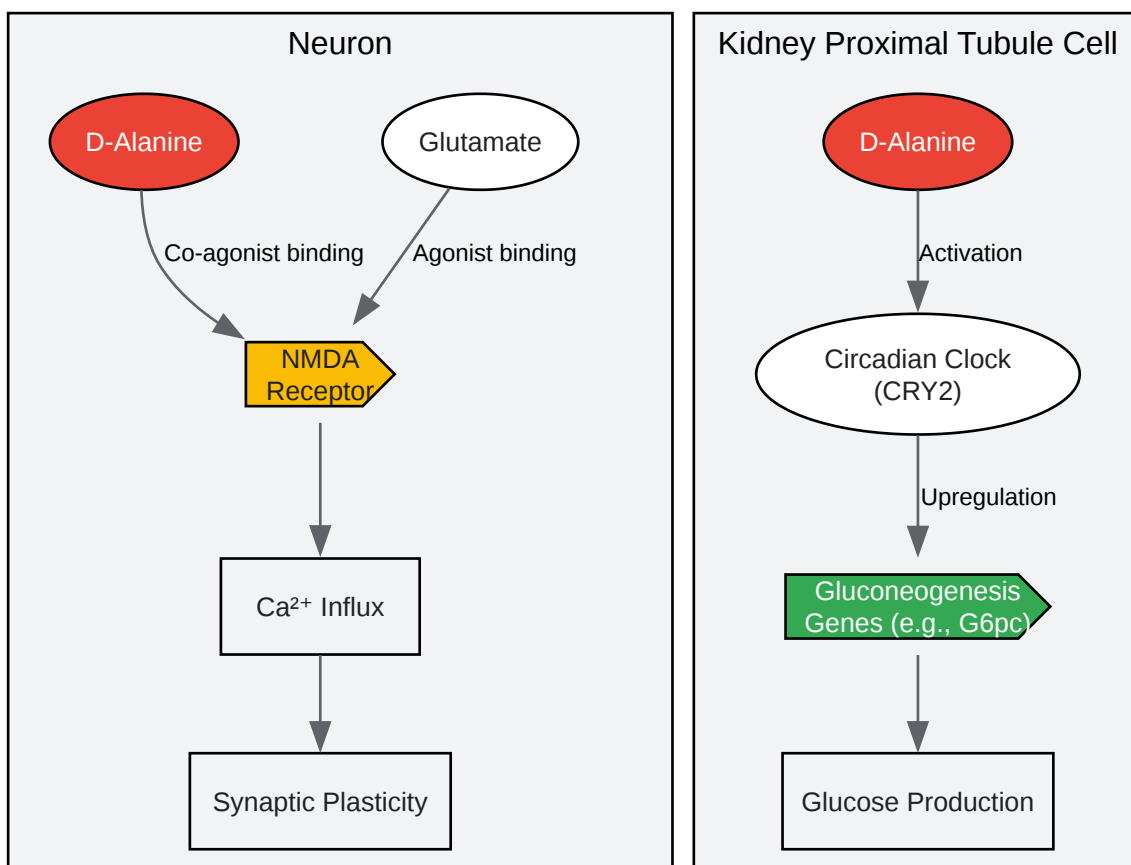 Neuron
D-Alanine
Glutamate
Co-agonist binding
Agonist binding
NMDA
Receptor
Ca²⁺ Influx
Synaptic Plasticity
Kidney Proximal Tubule Cell
D-Alanine
Activation
Circadian Clock
(CRY2)
Upregulation
Gluconeogenesis
Genes (e.g., G6pc)
Glucose Production